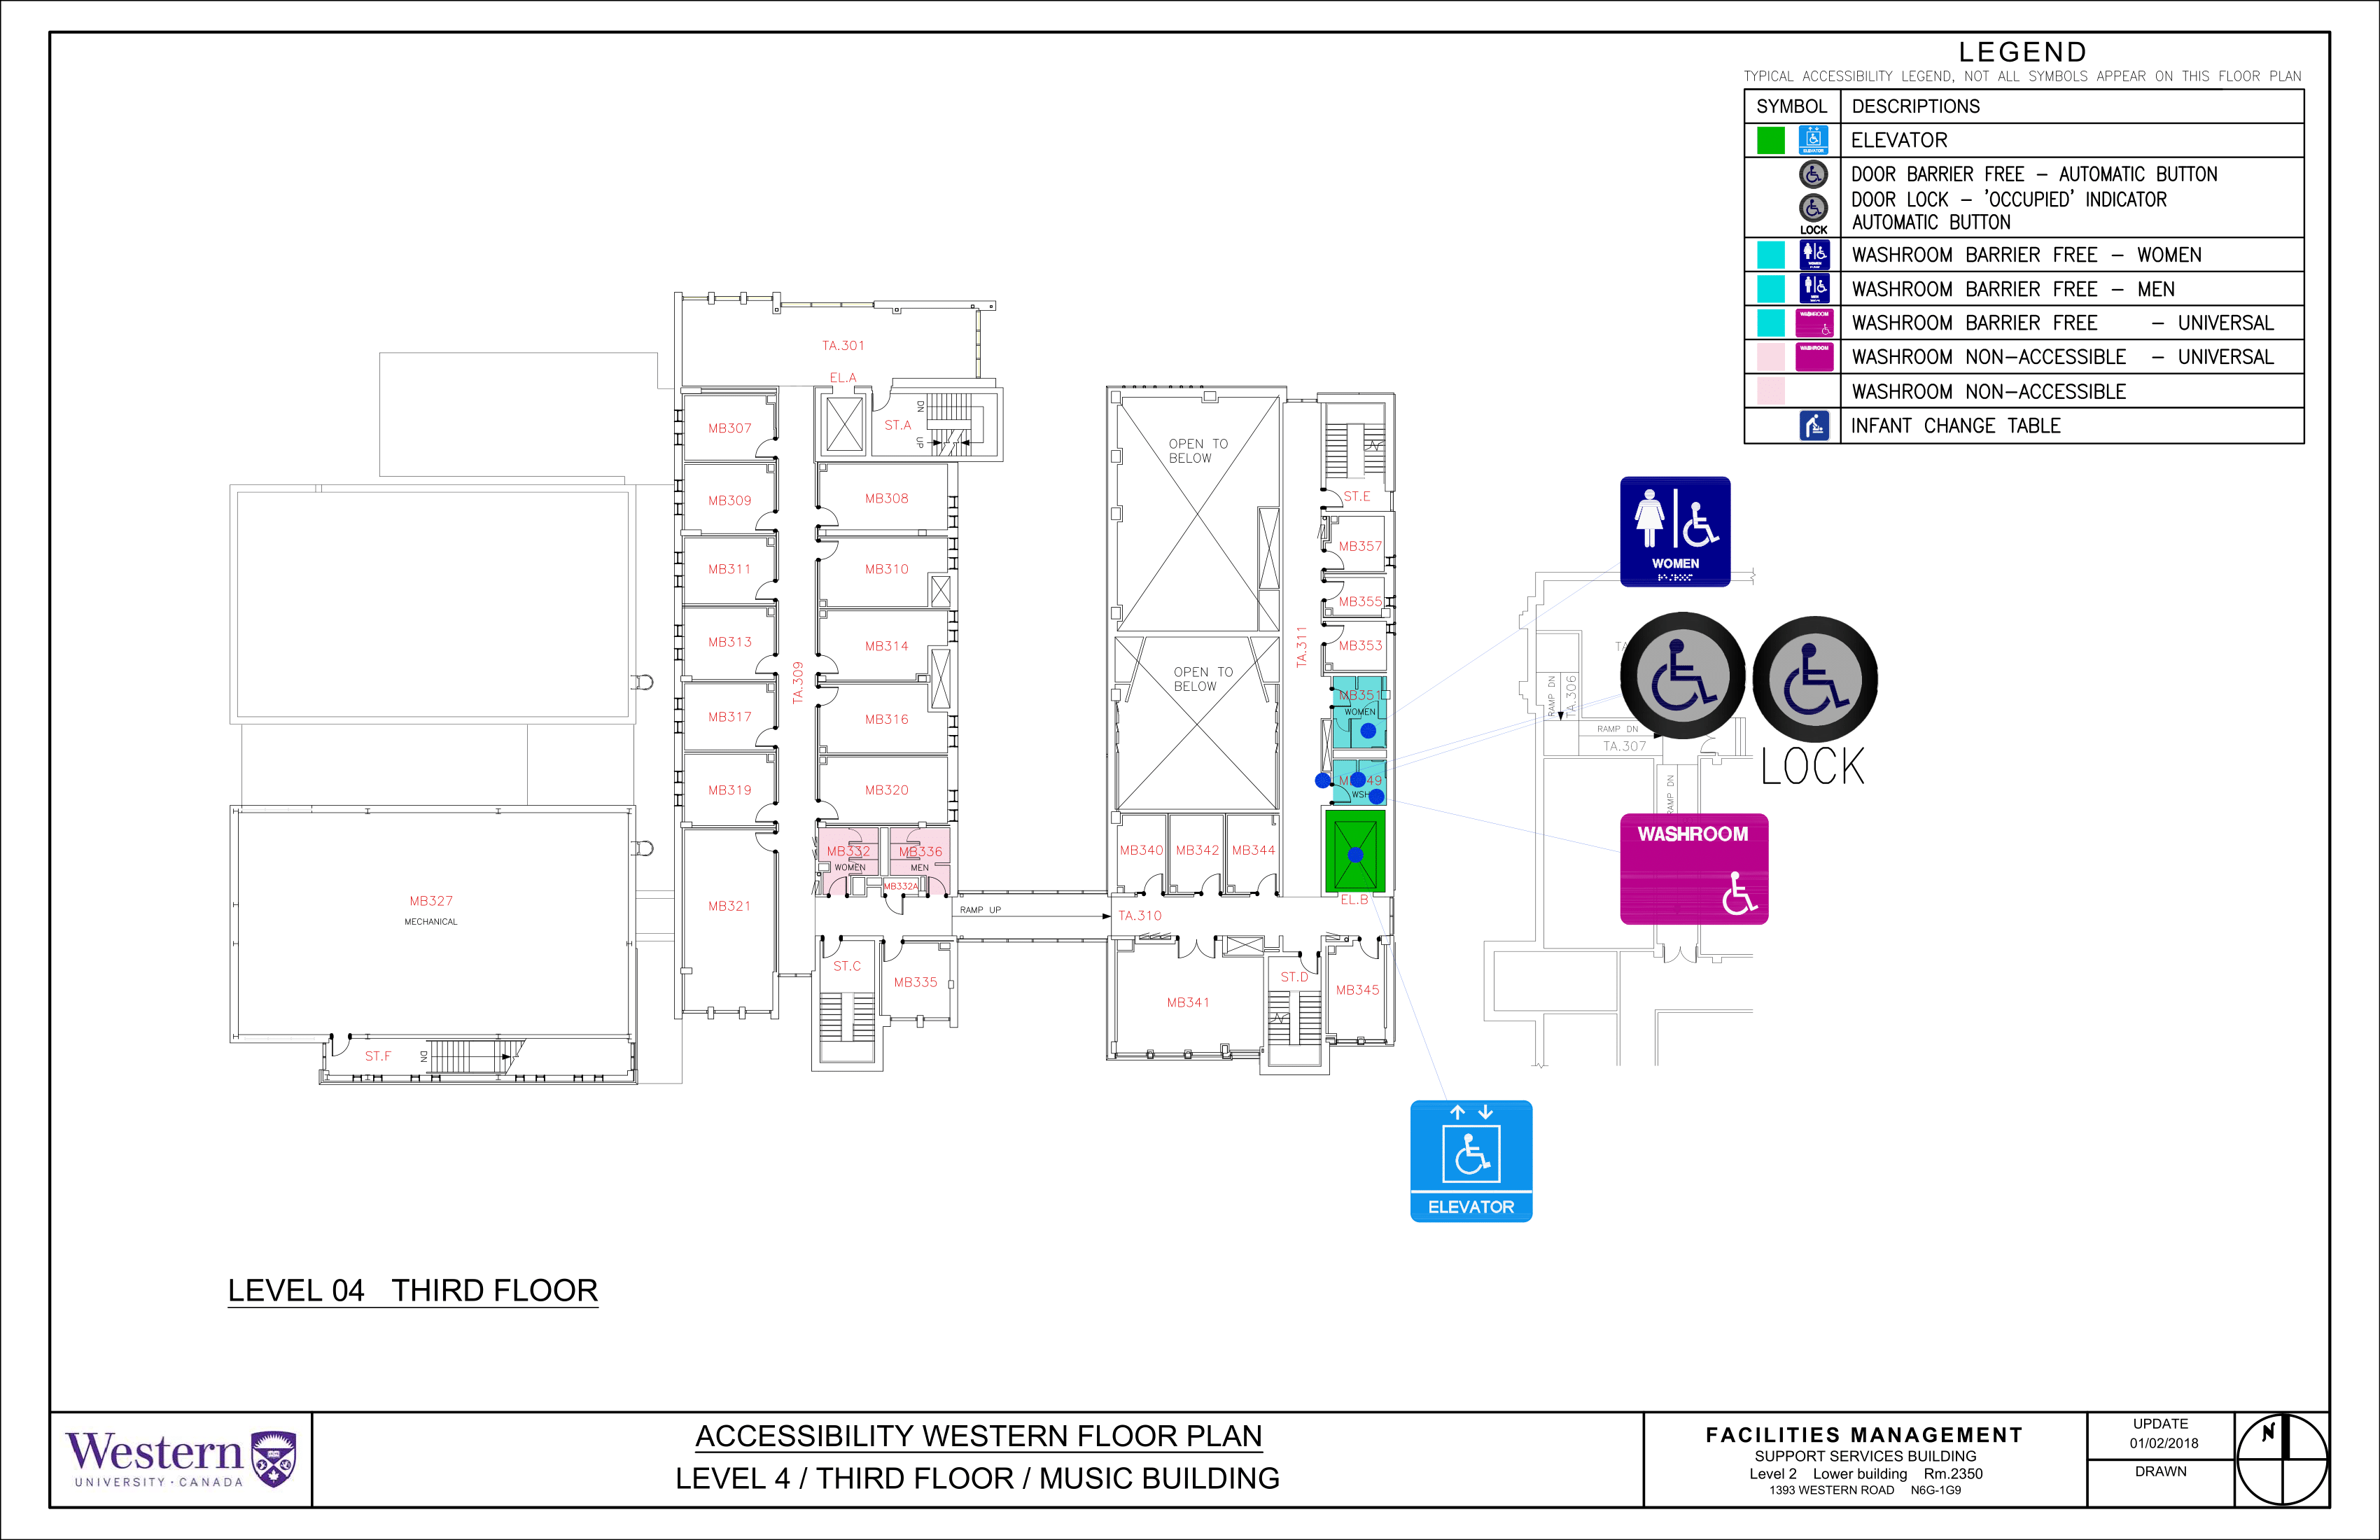 LEGEND
TYPICAL ACCESSIBILITY LEGEND, NOT ALL SYMBOLS APPEAR ON THIS FLOOR PLAN
SYMBOL DESCRIPTIONS
ELEVATOR ELEVATOR
DOOR BARRIER FREE – AUTOMATIC BUTTON
DOOR LOCK – 'OCCUPIED' INDICATOR
AUTOMATIC BUTTON
LOCK
WOMEN WASHROOM BARRIER FREE – WOMEN
MEN WASHROOM BARRIER FREE – MEN
WASHROOM WASHROOM BARRIER FREE – UNIVERSAL
WASHROOM WASHROOM NON–ACCESSIBLE – UNIVERSAL
WASHROOM NON–ACCESSIBLE
INFANT CHANGE TABLE
TA.301
EL.A
ST.A
DN
UP
MB307
MB309
MB311
MB313
MB317
MB319
MB321
TA.309
MB308
MB310
MB314
MB316
MB320
MB332
WOMEN
MB336
MEN
MB332A
ST.C
MB335
MB327
MECHANICAL
ST.F
DN
RAMP UP
TA.310
OPEN TO
BELOW
OPEN TO
BELOW
TA.311
ST.E
MB357
MB355
MB353
MB351
WOMEN
MB340
MB342
MB344
EL.B
MB341
ST.D
MB345
WOMEN
RAMP DN
TA.306
RAMP DN
TA.307
RAMP DN
LOCK
WASHROOM
ELEVATOR
LEVEL 04 THIRD FLOOR
Western
UNIVERSITY · CANADA
ACCESSIBILITY WESTERN FLOOR PLAN
LEVEL 4 / THIRD FLOOR / MUSIC BUILDING
FACILITIES MANAGEMENT
SUPPORT SERVICES BUILDING
Level 2 Lower building Rm.2350
1393 WESTERN ROAD N6G-1G9
UPDATE
01/02/2018
DRAWN
N